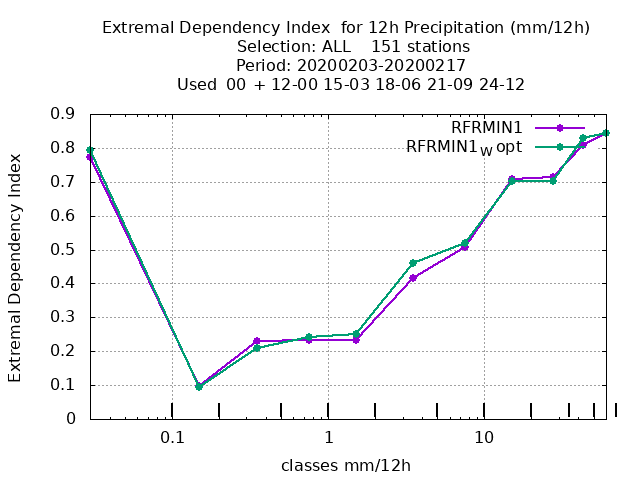 Extremal Dependency Index  for 12h Precipitation (mm/12h)
Selection: ALL    151 stations
Period: 20200203-20200217
Used  00 + 12-00 15-03 18-06 21-09 24-12
RFRMIN1
RFRMIN1W opt
Extremal Dependency Index
0.9
0.8
0.7
0.6
0.5
0.4
0.3
0.2
0.1
0
0.1 1 10
classes mm/12h